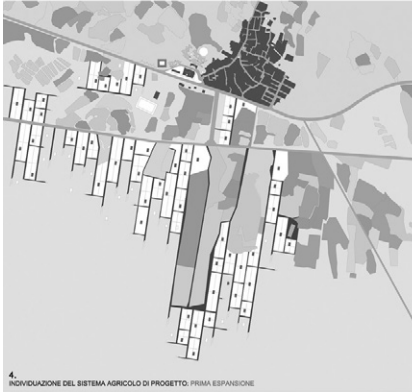 4.
INDIVIDUAZIONE DEL SISTEMA AGRICOLO DI PROGETTO: PRIMA ESPANSIONE